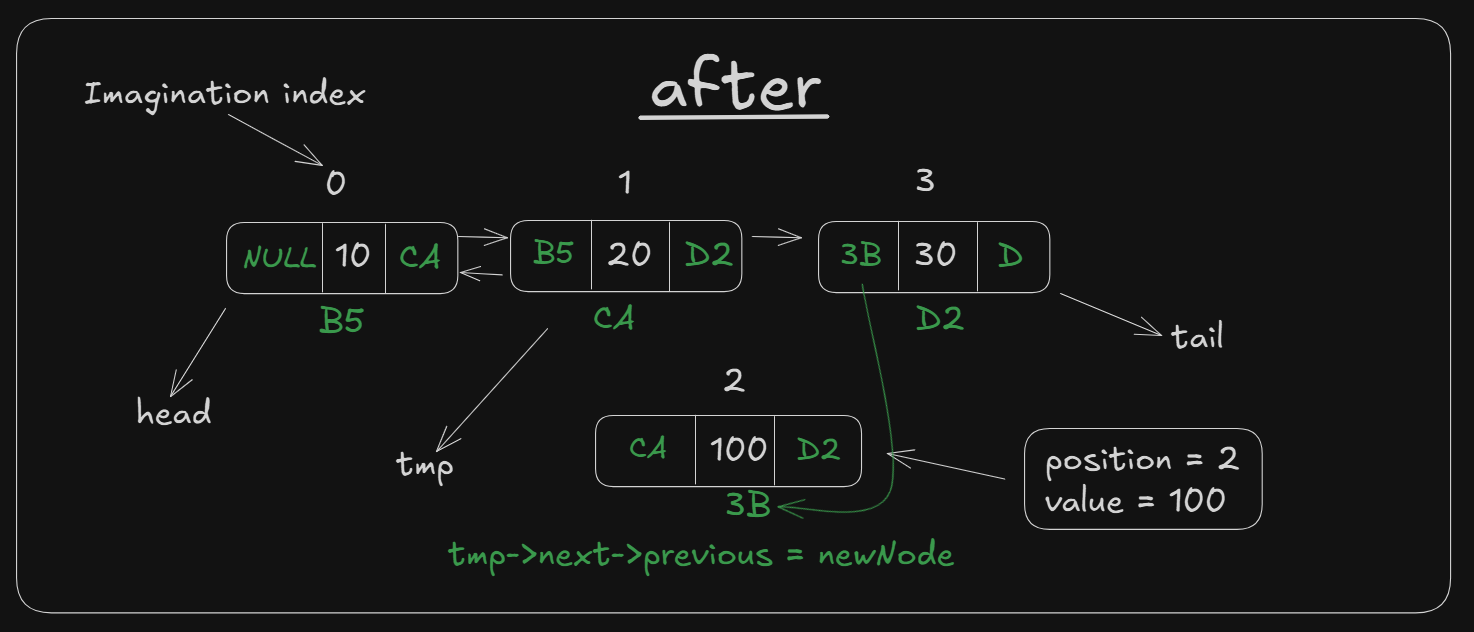 after
Imagination index
0
1
3
NULL 10 CA
B5 20 D2
3B 30 D
B5
CA
D2
tail
head
2
tmp
CA 100 D2
3B
position = 2
value = 100
tmp->next->previous = newNode